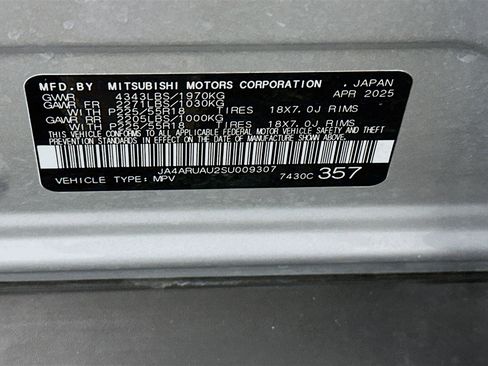 MFD.BY MITSUBISHI MOTORS CORPORATION , JAPAN
GVWR 4343LBS/1970KG APR 2025
GAWR FR 2271LBS/1030KG
WITH P225/55R18 TIRES 18X7.0J RIMS
GAWR RR 2205LBS/1000KG
WITH P225/55R18 TIRES 18X7.0J RIMS
THIS VEHICLE CONFORMS TO ALL APPLICABLE FEDERAL MOTOR VEHICLE SAFETY AND
THEFT PREVENTION STANDARDS IN EFFECT ON THE DATE OF MANUFACTURE SHOWN ABOVE.
JA4ARUAU2SU009307
VEHICLE TYPE: MPV 7430C 357